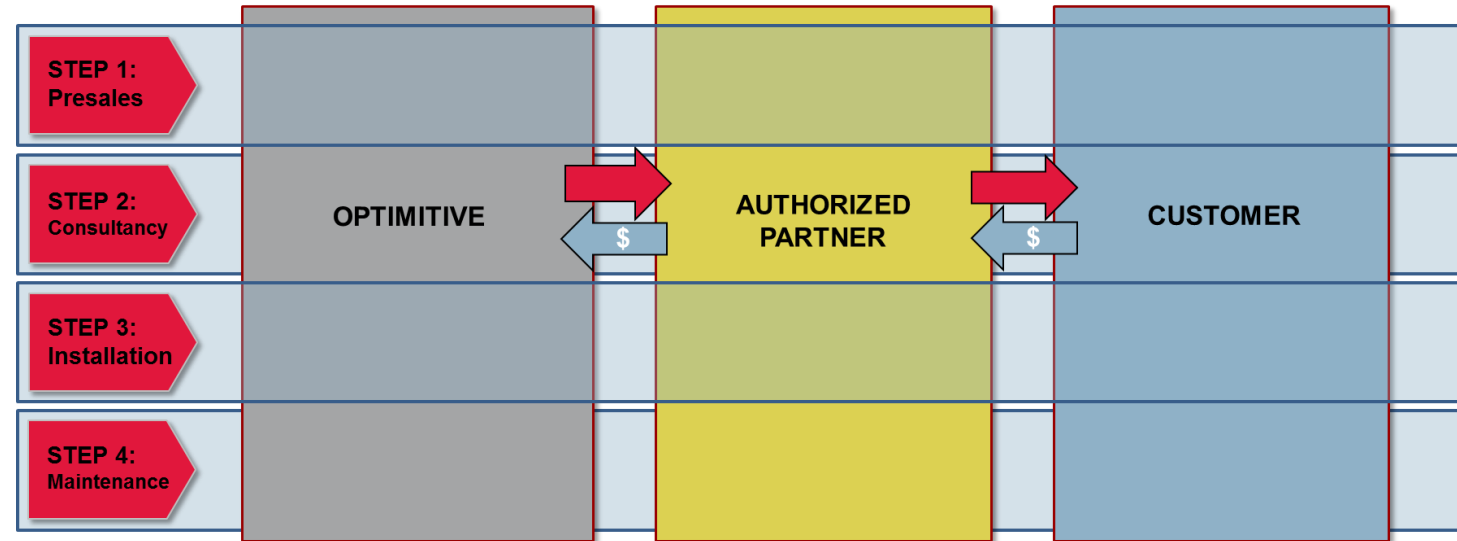 STEP 1:
Presales
STEP 2:
Consultancy
OPTIMITIVE
AUTHORIZED
PARTNER
CUSTOMER
$
$
STEP 3:
Installation
STEP 4:
Maintenance